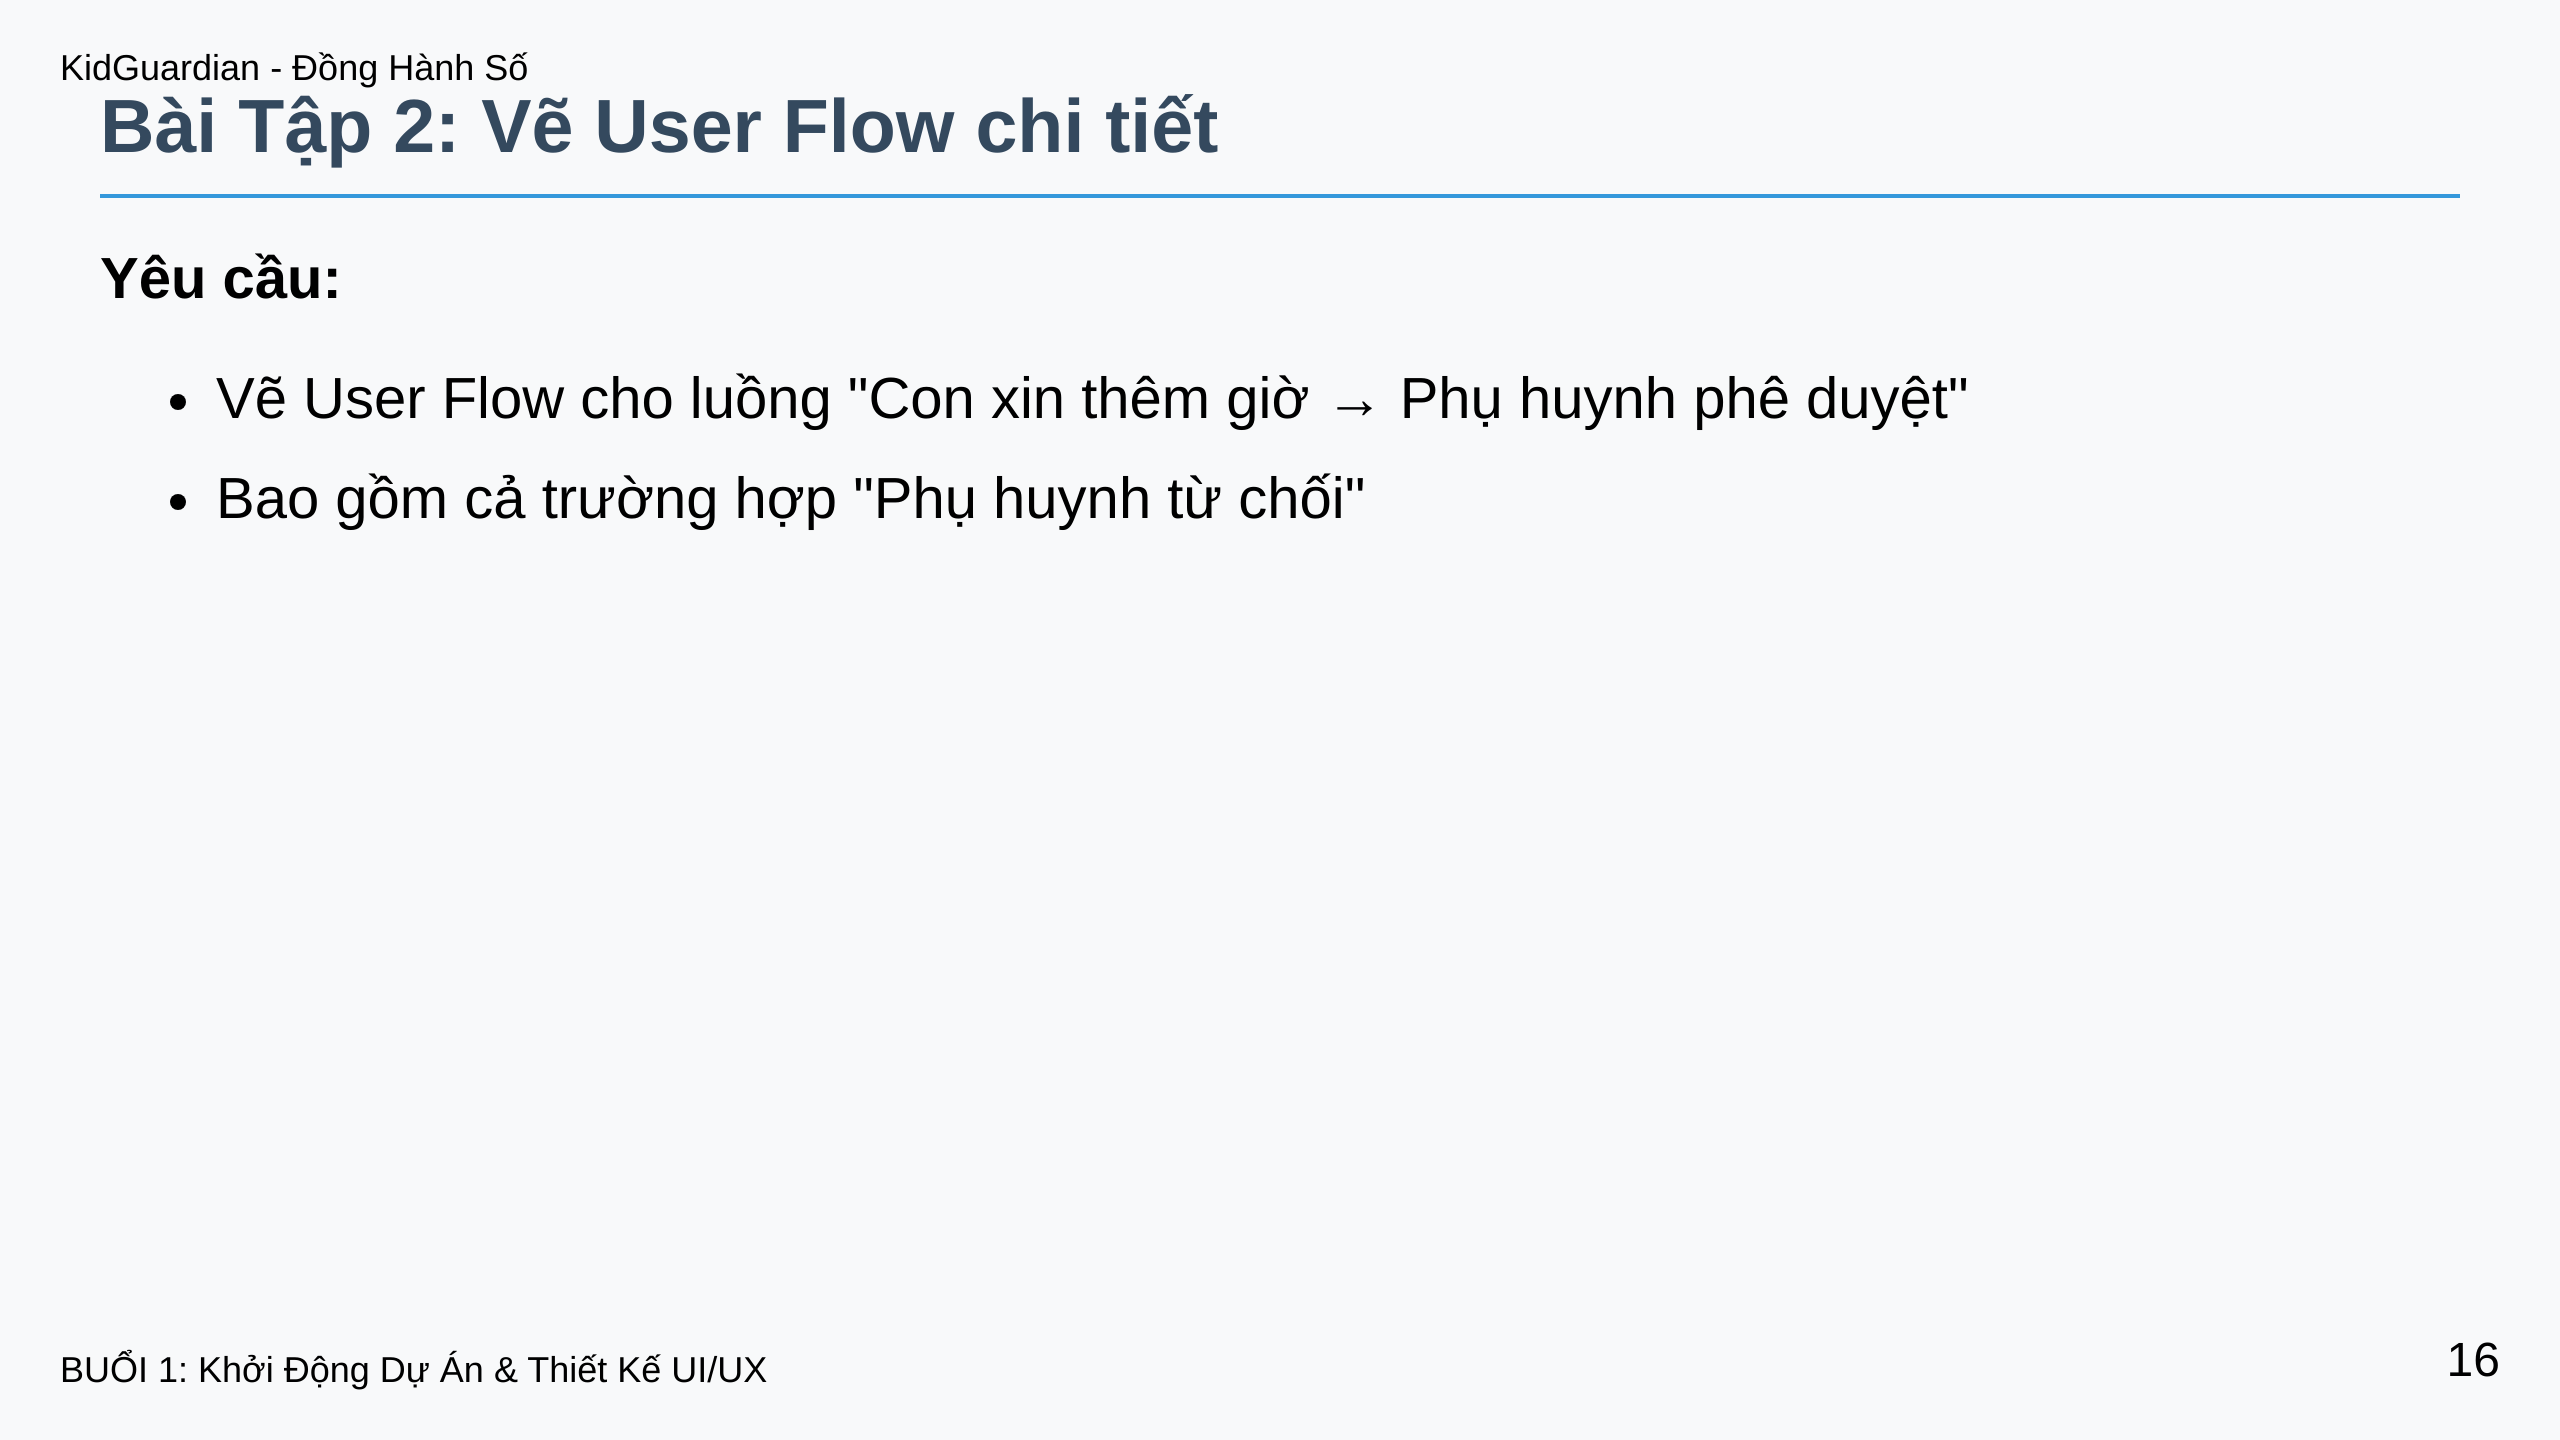 KidGuardian - Đồng Hành Số
Bài Tập 2: Vẽ User Flow chi tiết
Yêu cầu:
• Vẽ User Flow cho luồng "Con xin thêm giờ → Phụ huynh phê duyệt"
• Bao gồm cả trường hợp "Phụ huynh từ chối"
BUỔI 1: Khởi Động Dự Án & Thiết Kế UI/UX
16